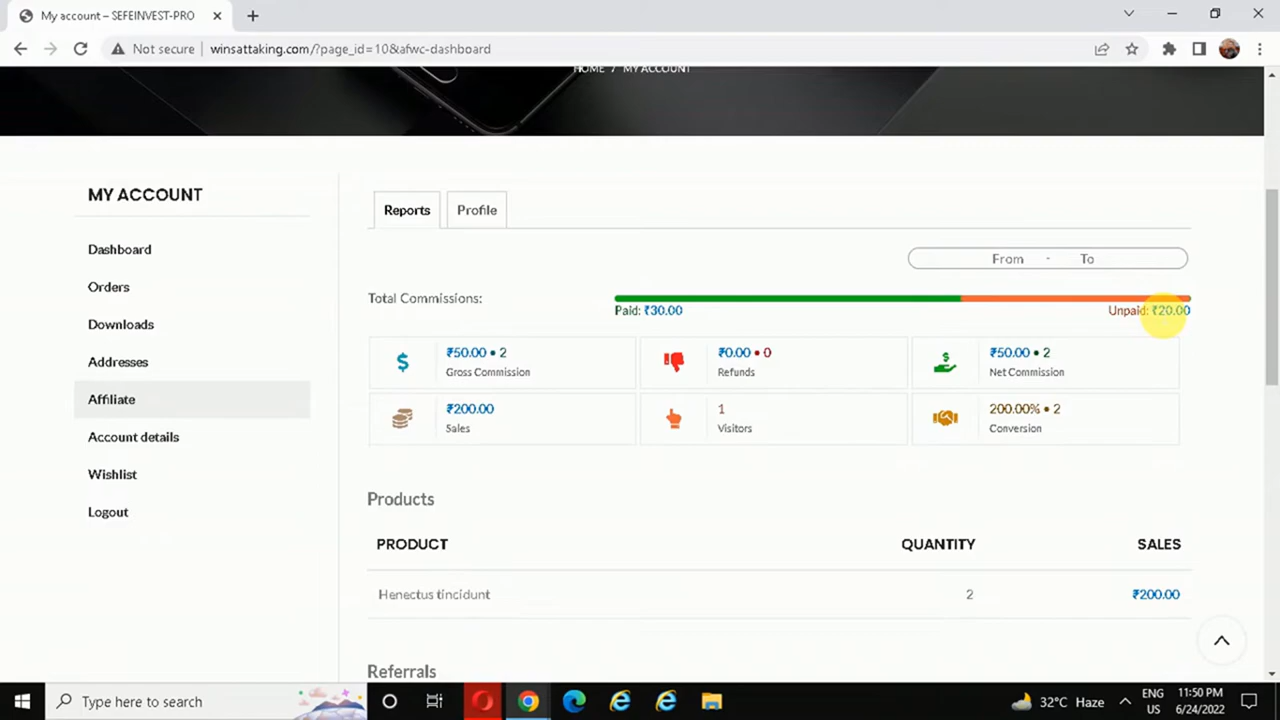 My account – SEFEINVEST-PRO
Not secure
winsattaking.com/?page_id=10&afwc-dashboard
HOME / MY ACCOUNT
MY ACCOUNT
Dashboard
Orders
Downloads
Addresses
Affiliate
Account details
Wishlist
Logout
Reports
Profile
From - To
Total Commissions:
Paid: ₹30.00
Unpaid: ₹20.00
₹50.00 • 2
Gross Commission
₹0.00 • 0
Refunds
₹50.00 • 2
Net Commission
₹200.00
Sales
1
Visitors
200.00% • 2
Conversion
Products
PRODUCT QUANTITY SALES
Henectus tincidunt 2 ₹200.00
Referrals
Type here to search
32°C Haze
ENG
US
11:50 PM
6/24/2022